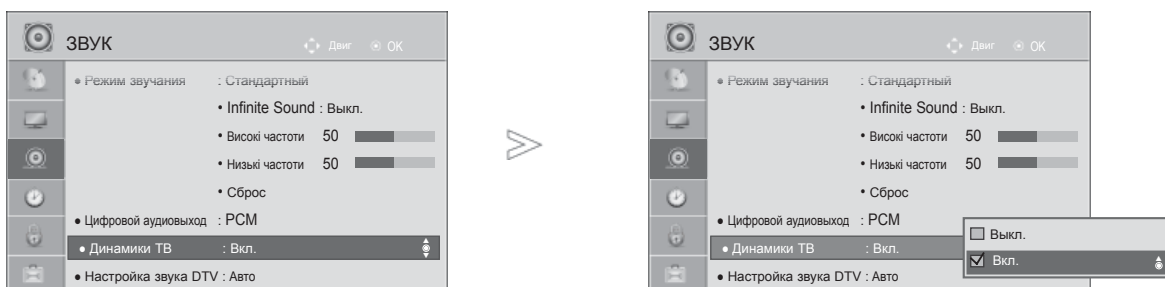 ЗВУК Двиг OK
• Режим звучания : Стандартный
• Infinite Sound : Выкл.
• Високі частоти 50
• Низькі частоти 50
• Сброс
• Цифровой аудиовыход : PCM
• Динамики ТВ : Вкл.
• Настройка звука DTV : Авто
ЗВУК Двиг OK
• Режим звучания : Стандартный
• Infinite Sound : Выкл.
• Високі частоти 50
• Низькі частоти 50
• Сброс
• Цифровой аудиовыход : PCM
• Динамики ТВ : Вкл.
• Настройка звука DTV : Авто
Выкл.
Вкл.